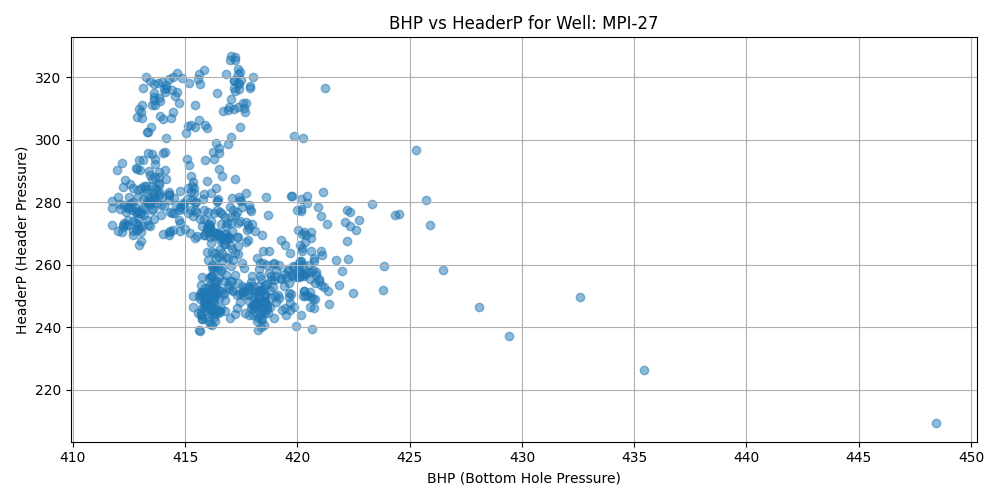 BHP vs HeaderP for Well: MPI-27
HeaderP (Header Pressure)
320
300
280
260
240
220
410 415 420 425 430 435 440 445 450
BHP (Bottom Hole Pressure)